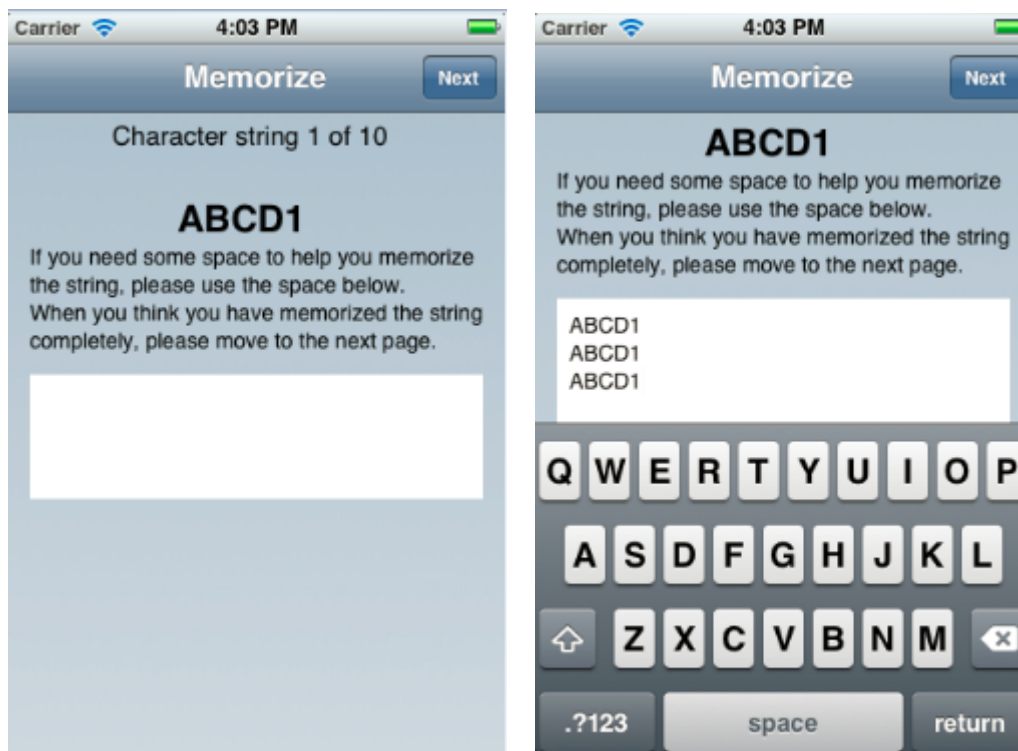 Carrier 4:03 PM
Memorize Next
Character string 1 of 10
ABCD1
If you need some space to help you memorize
the string, please use the space below.
When you think you have memorized the string
completely, please move to the next page.
Carrier 4:03 PM
Memorize Next
ABCD1
If you need some space to help you memorize
the string, please use the space below.
When you think you have memorized the string
completely, please move to the next page.
ABCD1
ABCD1
ABCD1
Q W E R T Y U I O P
A S D F G H J K L
Z X C V B N M
.?123 space return